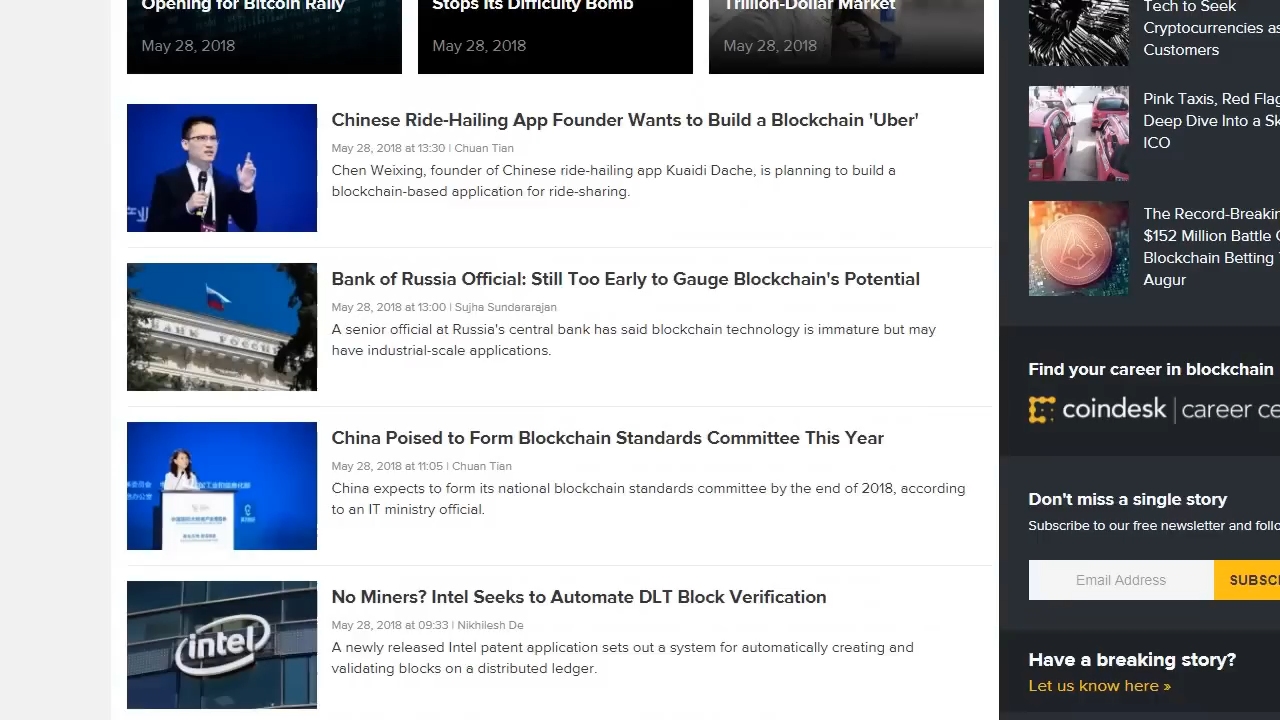 Opening for Bitcoin Rally
May 28, 2018
Stops Its Difficulty Bomb
May 28, 2018
Trillion-Dollar Market
May 28, 2018
Chinese Ride-Hailing App Founder Wants to Build a Blockchain 'Uber'
May 28, 2018 at 13:30 | Chuan Tian
Chen Weixing, founder of Chinese ride-hailing app Kuaidi Dache, is planning to build a
blockchain-based application for ride-sharing.
Bank of Russia Official: Still Too Early to Gauge Blockchain's Potential
May 28, 2018 at 13:00 | Sujha Sundararajan
A senior official at Russia's central bank has said blockchain technology is immature but may
have industrial-scale applications.
China Poised to Form Blockchain Standards Committee This Year
May 28, 2018 at 11:05 | Chuan Tian
China expects to form its national blockchain standards committee by the end of 2018, according
to an IT ministry official.
intel
No Miners? Intel Seeks to Automate DLT Block Verification
May 28, 2018 at 09:33 | Nikhilesh De
A newly released Intel patent application sets out a system for automatically creating and
validating blocks on a distributed ledger.
Tech to Seek
Cryptocurrencies as
Customers
Pink Taxis, Red Flag
Deep Dive Into a Sk
ICO
The Record-Breakin
$152 Million Battle
Blockchain Betting
Augur
Find your career in blockchain
coindesk | career ce
Don't miss a single story
Subscribe to our free newsletter and follo
Email Address
SUBSC
Have a breaking story?
Let us know here »